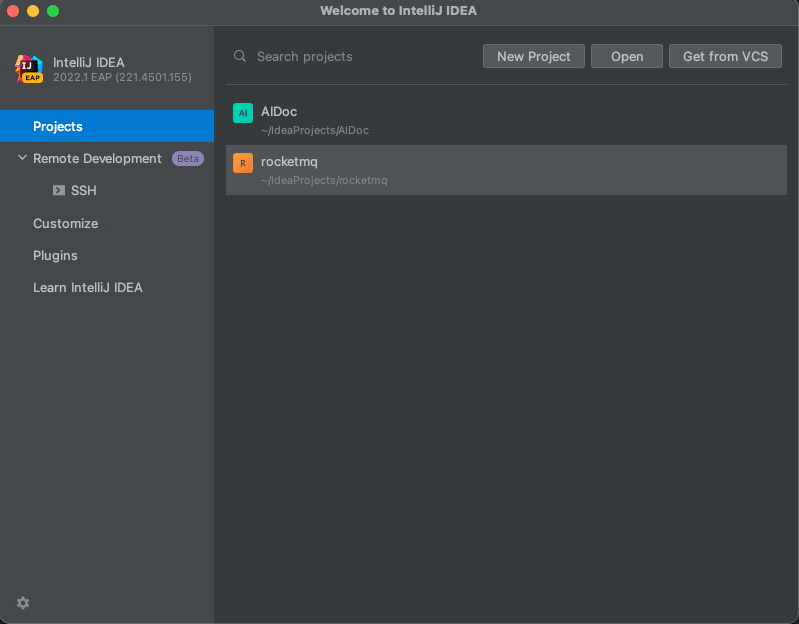 Welcome to IntelliJ IDEA
IJ
EAP
IntelliJ IDEA
2022.1 EAP (221.4501.155)
Projects
Remote Development Beta
SSH
Customize
Plugins
Learn IntelliJ IDEA
Search projects New Project Open Get from VCS
AI
AIDoc
~/IdeaProjects/AIDoc
R
rocketmq
~/IdeaProjects/rocketmq